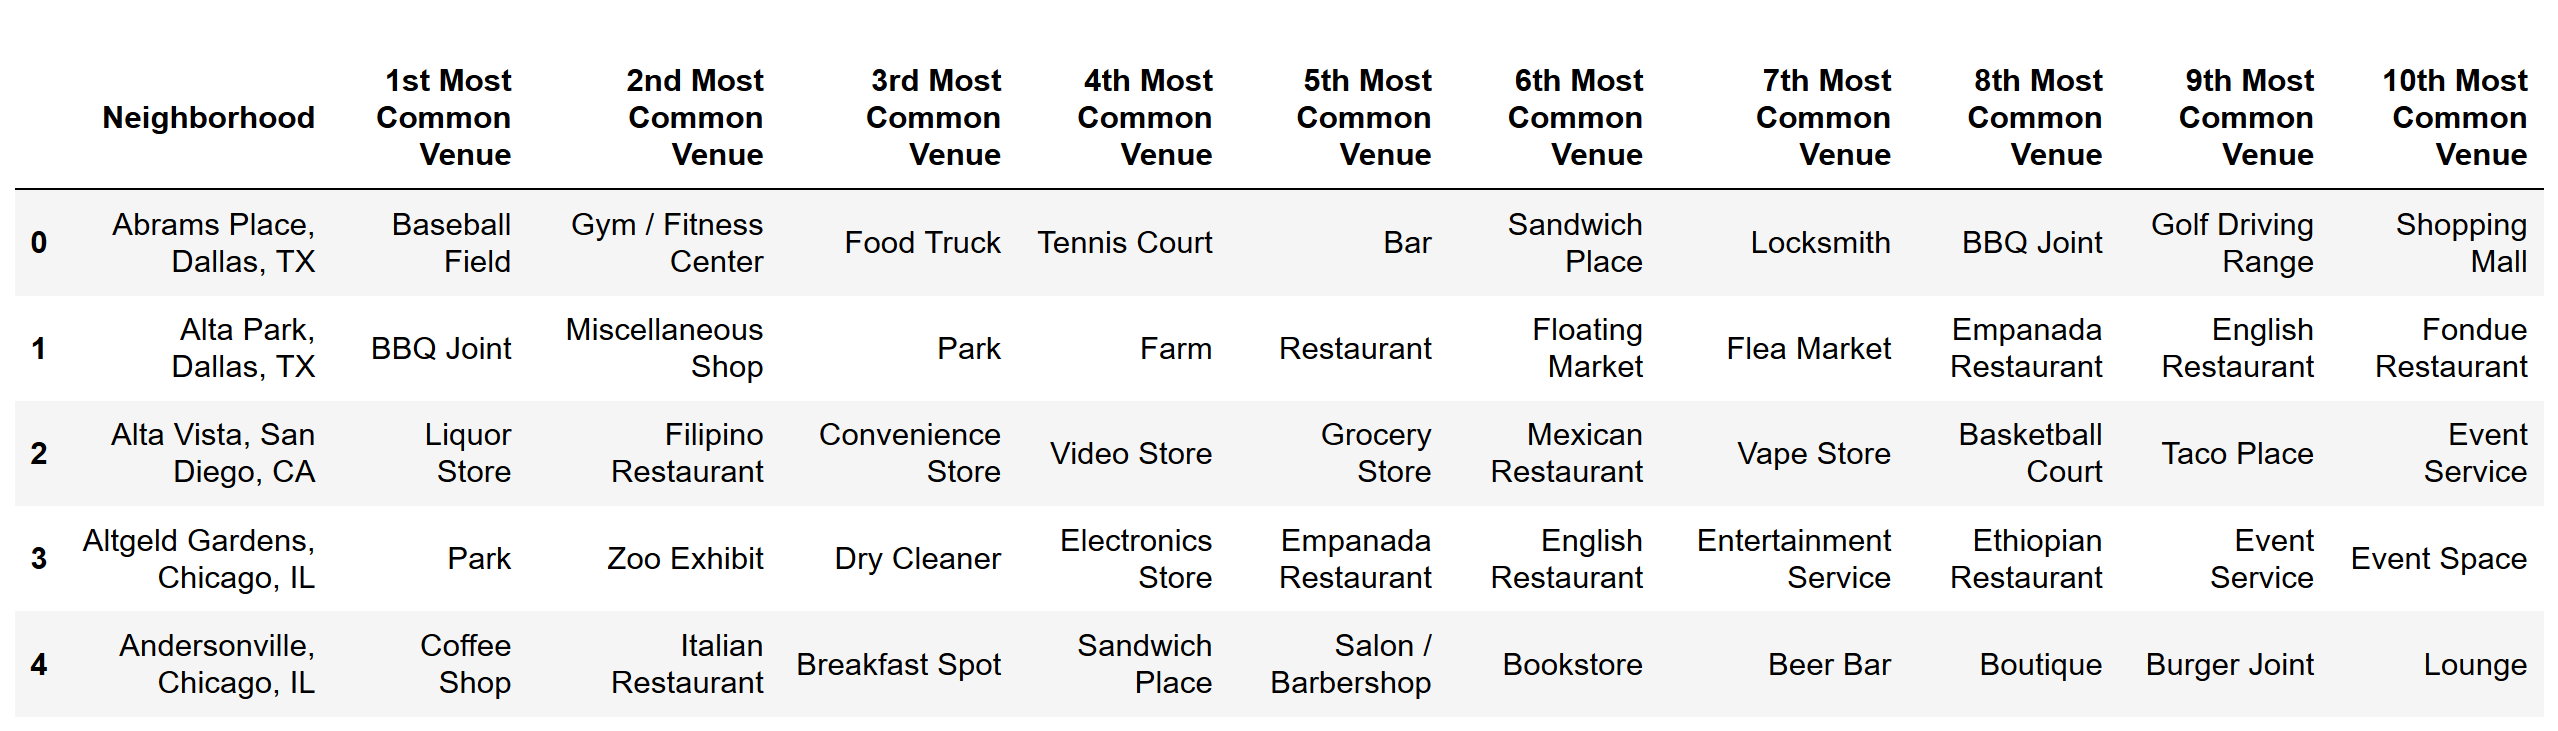 Neighborhood 1st Most Common Venue 2nd Most Common Venue 3rd Most Common Venue 4th Most Common Venue 5th Most Common Venue 6th Most Common Venue 7th Most Common Venue 8th Most Common Venue 9th Most Common Venue 10th Most Common Venue
0 Abrams Place, Dallas, TX Baseball Field Gym / Fitness Center Food Truck Tennis Court Bar Sandwich Place Locksmith BBQ Joint Golf Driving Range Shopping Mall
1 Alta Park, Dallas, TX BBQ Joint Miscellaneous Shop Park Farm Restaurant Floating Market Flea Market Empanada Restaurant English Restaurant Fondue Restaurant
2 Alta Vista, San Diego, CA Liquor Store Filipino Restaurant Convenience Store Video Store Grocery Store Mexican Restaurant Vape Store Basketball Court Taco Place Event Service
3 Altgeld Gardens, Chicago, IL Park Zoo Exhibit Dry Cleaner Electronics Store Empanada Restaurant English Restaurant Entertainment Service Ethiopian Restaurant Event Service Event Space
4 Andersonville, Chicago, IL Coffee Shop Italian Restaurant Breakfast Spot Sandwich Place Salon / Barbershop Bookstore Beer Bar Boutique Burger Joint Lounge